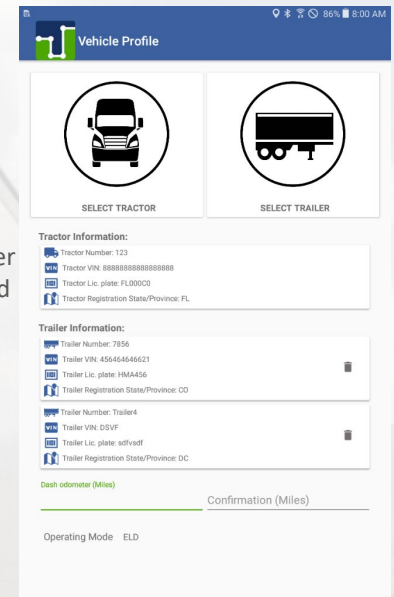 86% 8:00 AM
Vehicle Profile
SELECT TRACTOR
SELECT TRAILER
er
d
Tractor Information:
Tractor Number: 123
VIN Tractor VIN: 88888888888888888
Tractor Lic. plate: FL000C0
Tractor Registration State/Province: FL
Trailer Information:
Trailer Number: 7856
VIN Trailer VIN: 456464646621
Trailer Lic. plate: HMA456
Trailer Registration State/Province: CO
Trailer Number: Trailer4
VIN Trailer VIN: DSVF
Trailer Lic. plate: sdfvsdf
Trailer Registration State/Province: DC
Dash odometer (Miles)
Confirmation (Miles)
Operating Mode ELD